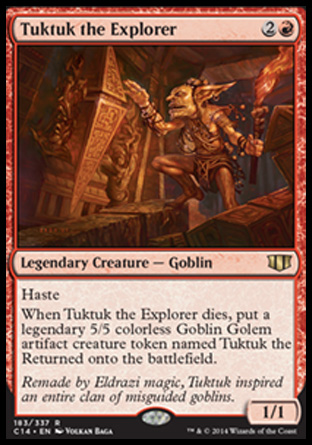 Tuktuk the Explorer 2
Legendary Creature — Goblin
Haste
When Tuktuk the Explorer dies, put a
legendary 5/5 colorless Goblin Golem
artifact creature token named Tuktuk the
Returned onto the battlefield.
Remade by Eldrazi magic, Tuktuk inspired
an entire clan of misguided goblins.
1/1
183/337 R
C14 • EN VOLKAN BAGA
™ & © 2014 Wizards of the Coast